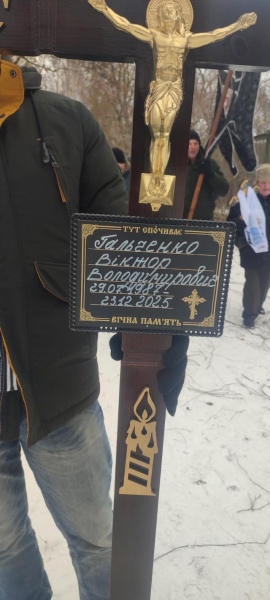 ТУТ СПОЧИВАЄ
Гальченко
Віктор
Володимирович
29.07.1987
23.12.2025
ВІЧНА ПАМ'ЯТЬ